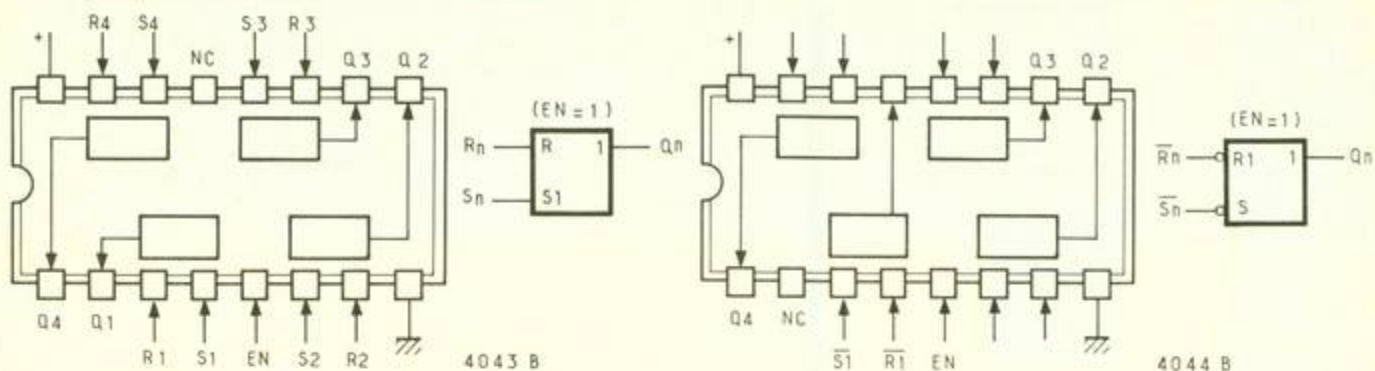 R4 S4 S3 R3
+ NC Q3 Q2 + Q3 Q2
(EN=1) (EN=1)
Rn R 1 Qn R̅n̅ R1 1 Qn
Sn S1 S̅n̅ S
Q4 Q1 Q4 NC
R1 S1 EN S2 R2 4043 B S̅1̅ R̅1̅ EN 4044 B